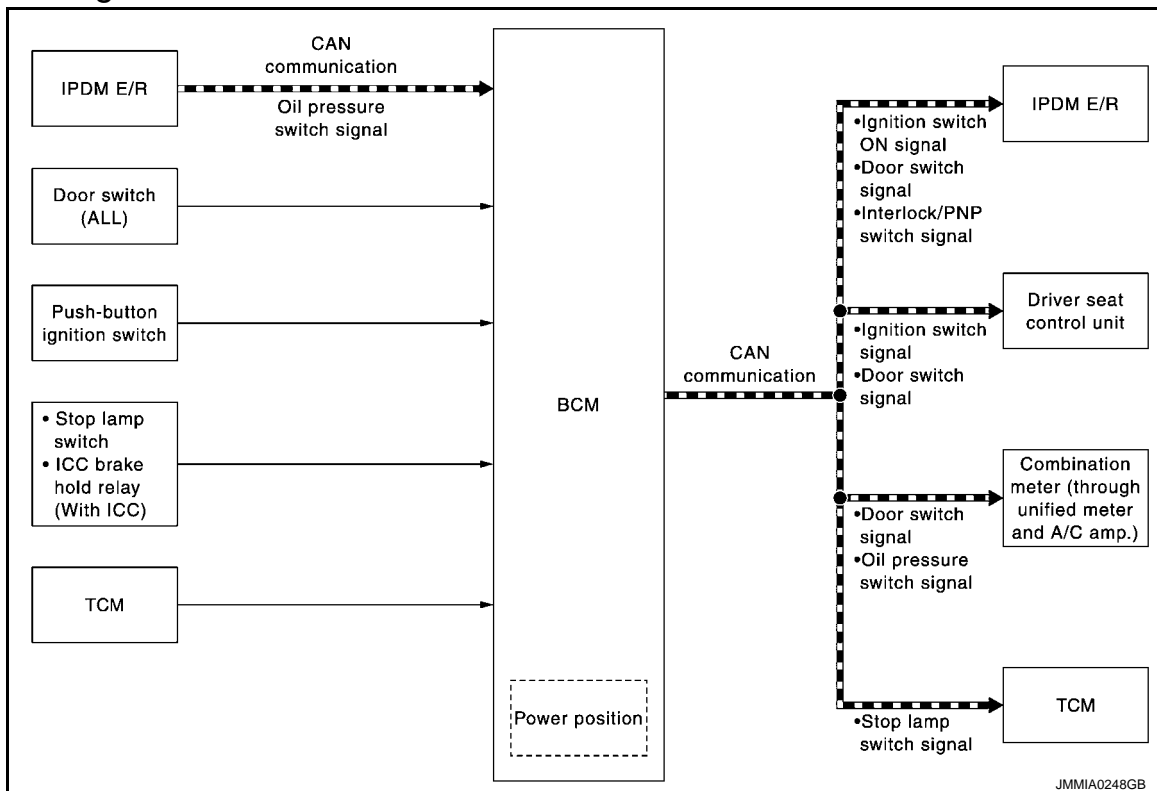 CAN
communication
IPDM E/R
Oil pressure
switch signal
Door switch
(ALL)
Push-button
ignition switch
• Stop lamp
switch
• ICC brake
hold relay
(With ICC)
TCM
BCM
Power position
CAN
communication
IPDM E/R
•Ignition switch
ON signal
•Door switch
signal
•Interlock/PNP
switch signal
Driver seat
control unit
•Ignition switch
signal
•Door switch
signal
Combination
meter (through
unified meter
and A/C amp.)
•Door switch
signal
•Oil pressure
switch signal
TCM
•Stop lamp
switch signal
JMMIA0248GB